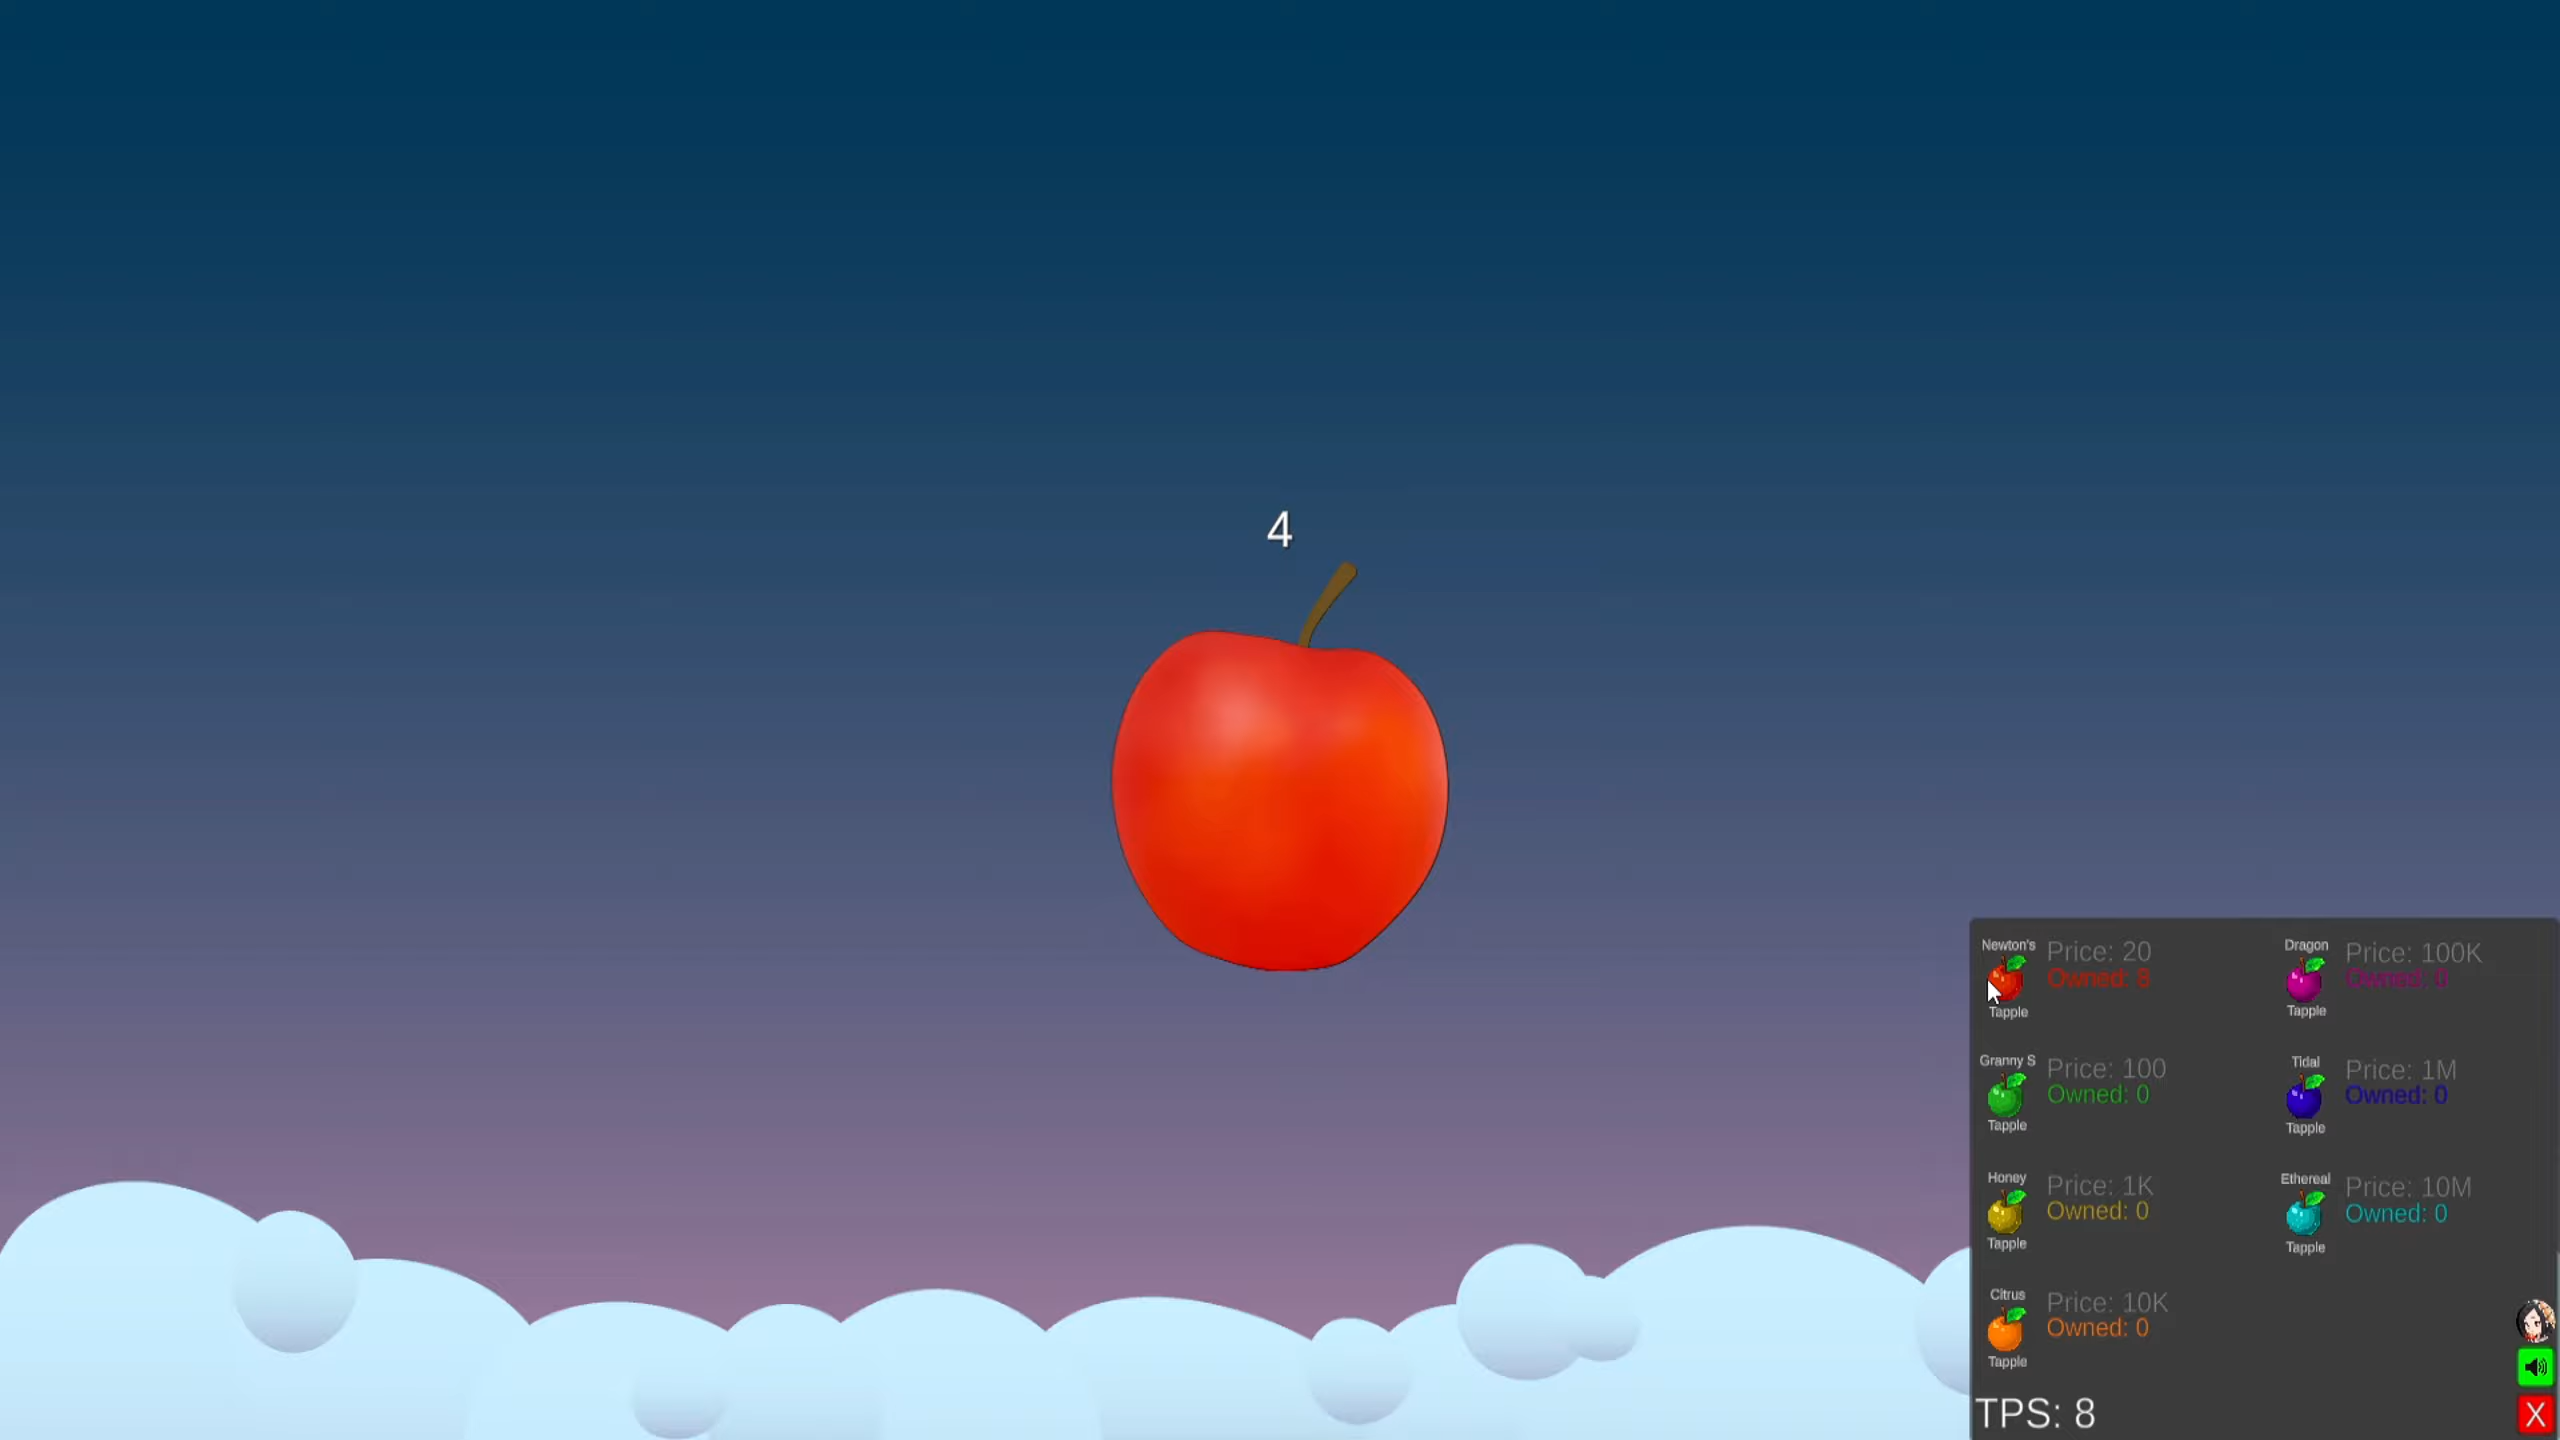 4
Newton's
Price: 20
Owned: 8
Tapple
Dragon
Price: 100K
Owned: 0
Tapple
Granny S
Price: 100
Owned: 0
Tapple
Tidal
Price: 1M
Owned: 0
Tapple
Honey
Price: 1K
Owned: 0
Tapple
Ethereal
Price: 10M
Owned: 0
Tapple
Citrus
Price: 10K
Owned: 0
Tapple
TPS: 8
X